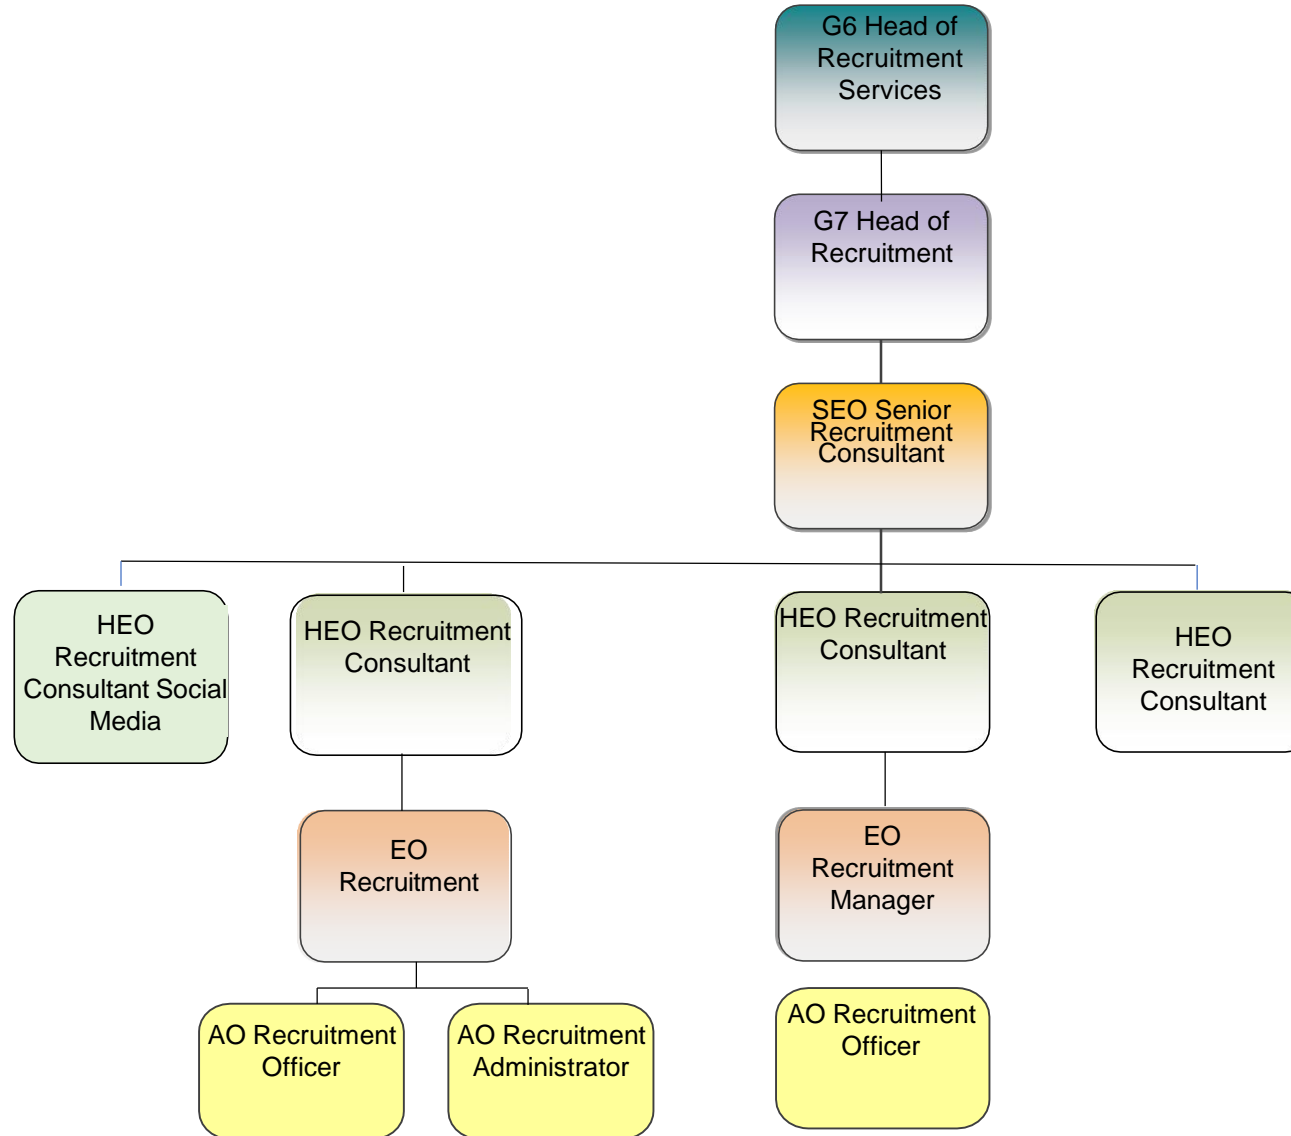 G6 Head of
Recruitment
Services
G7 Head of
Recruitment
SEO Senior
Recruitment
Consultant
HEO
Recruitment
Consultant Social
Media
HEO Recruitment
Consultant
HEO Recruitment
Consultant
HEO
Recruitment
Consultant
EO
Recruitment
EO
Recruitment
Manager
AO Recruitment
Officer
AO Recruitment
Administrator
AO Recruitment
Officer